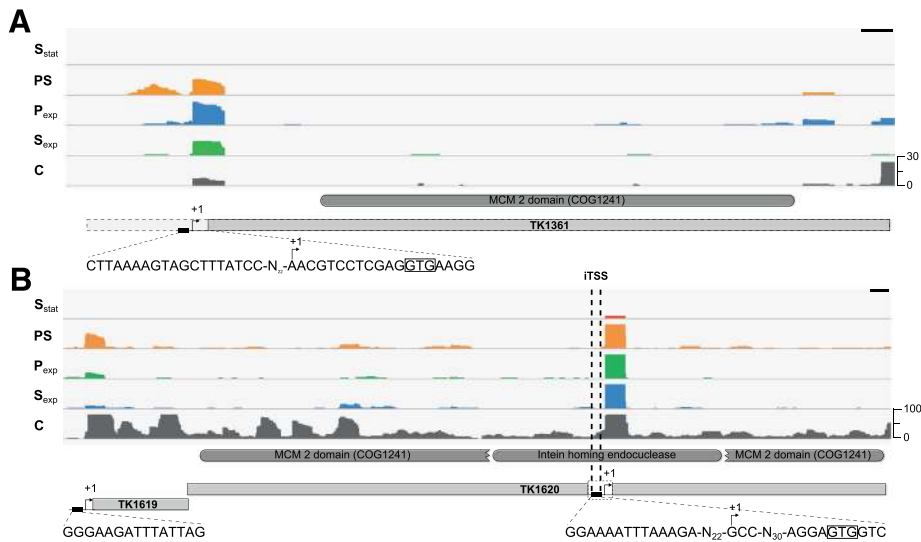 A
Sstat
PS
Pexp
Sexp
C
30
0
MCM 2 domain (COG1241)
+1
TK1361
+1
CTTAAAAGTAGCTTTATCC-N -AACGTCCTCGAGGTGAAGG
B
iTSS
Sstat
PS
Pexp
Sexp
C
100
0
MCM 2 domain (COG1241)
Intein homing endocuclease
MCM 2 domain (COG1241)
+1
TK1619
TK1620
+1
+1
GGGAAGATTTATTAG
GGAAAATTTAAAGA-N22-GCC-N30-AGGAGTGGTC